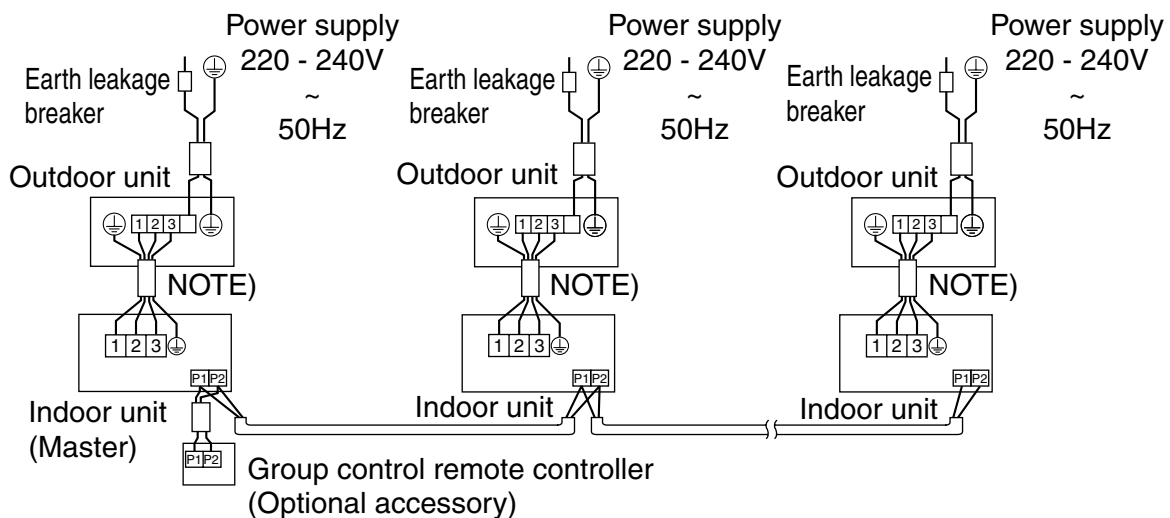 Power supply
220 - 240V
~
50Hz
Earth leakage
breaker
Outdoor unit
1 2 3
NOTE)
1 2 3
P1 P2
Indoor unit
(Master)
P1 P2
Group control remote controller
(Optional accessory)
Power supply
220 - 240V
~
50Hz
Earth leakage
breaker
Outdoor unit
1 2 3
NOTE)
1 2 3
P1 P2
Indoor unit
Power supply
220 - 240V
~
50Hz
Earth leakage
breaker
Outdoor unit
1 2 3
NOTE)
1 2 3
P1 P2
Indoor unit